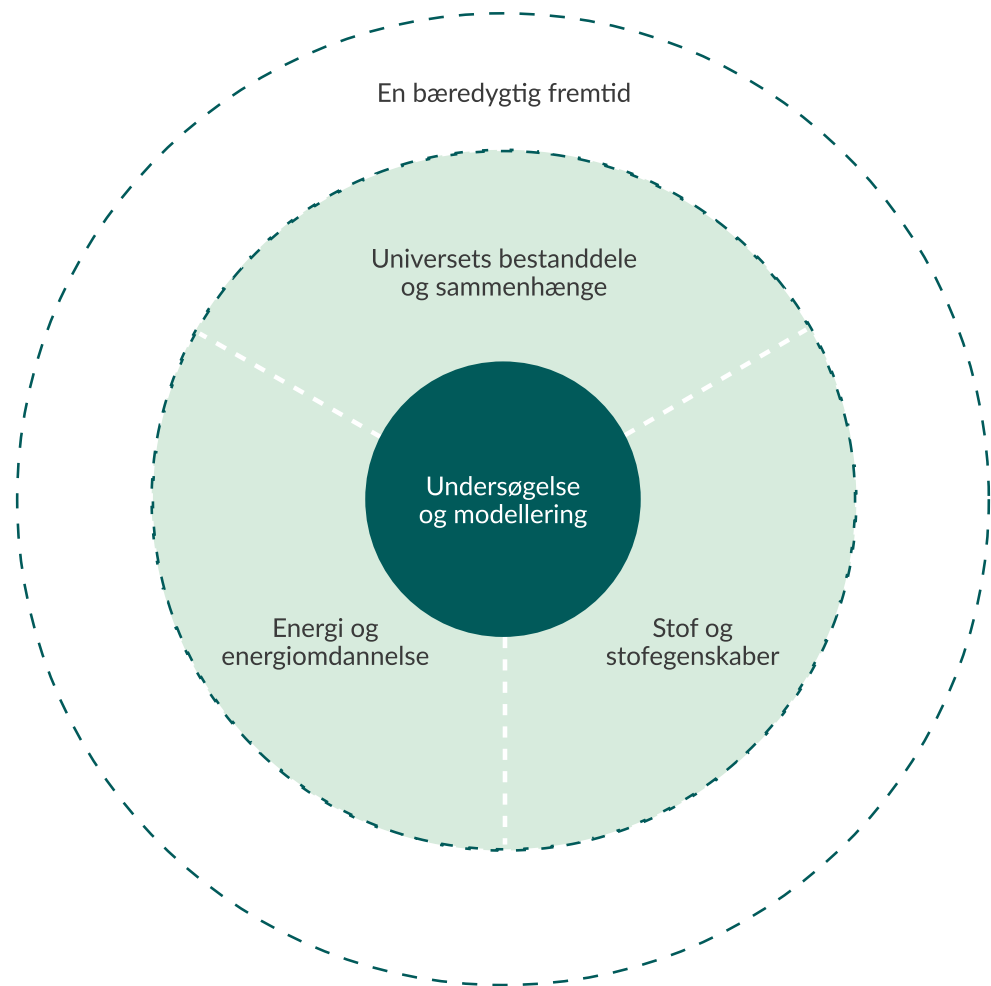 En bæredygtig fremtid
Universets bestanddele
og sammenhænge
Undersøgelse
og modellering
Energi og
energiomdannelse
Stof og
stofegenskaber